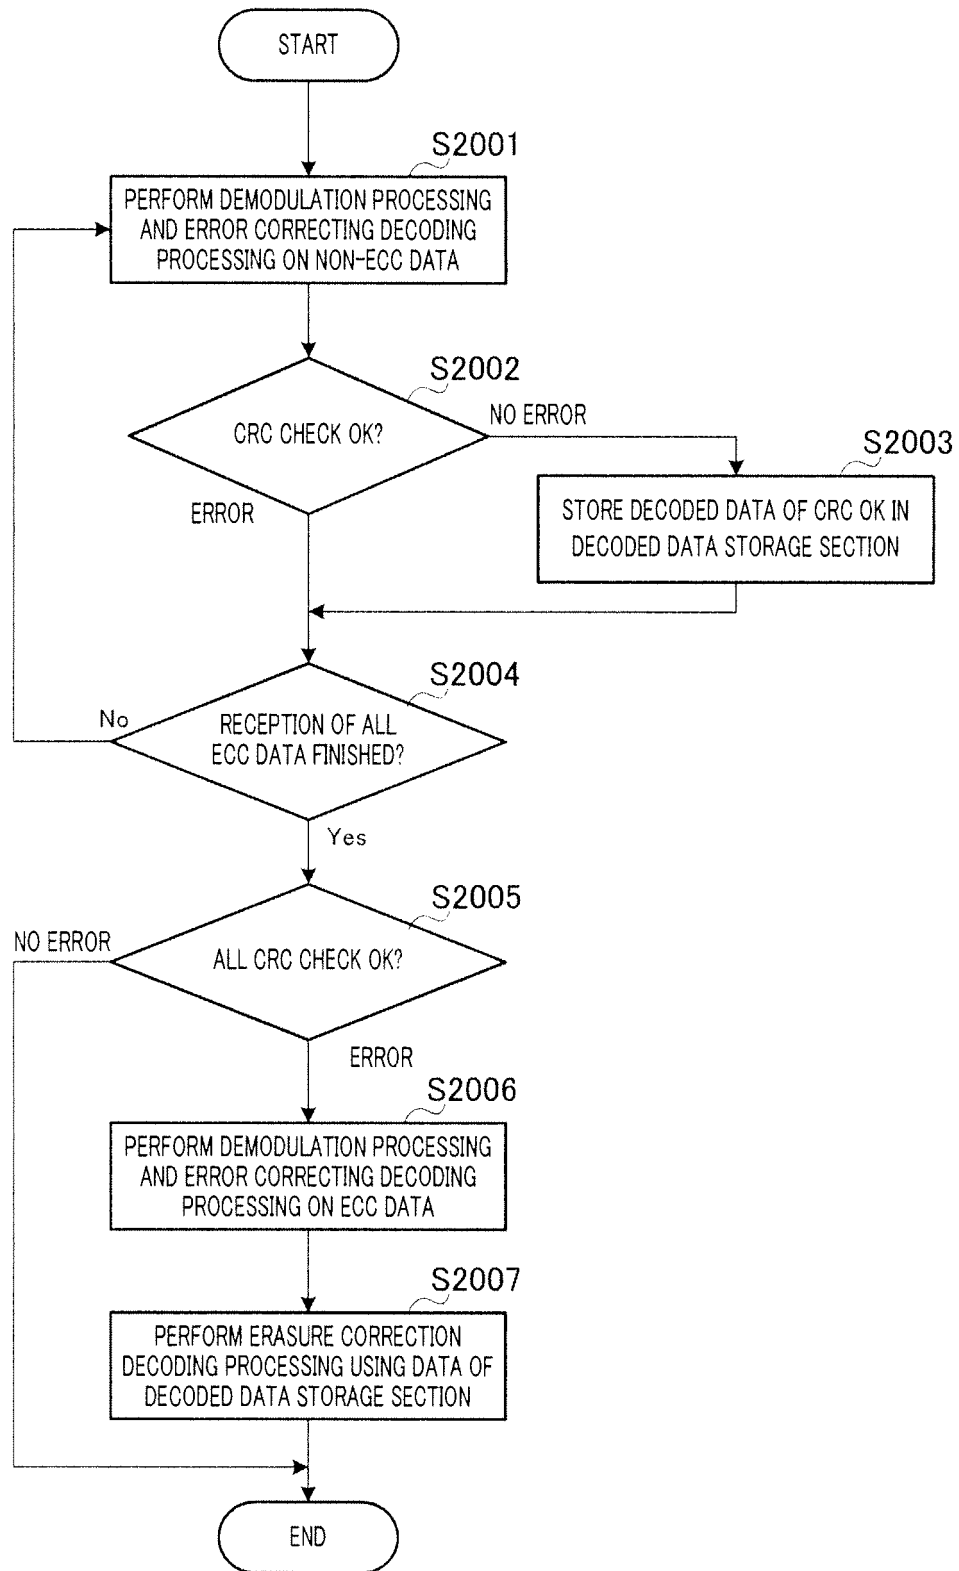 START
S2001
PERFORM DEMODULATION PROCESSING
AND ERROR CORRECTING DECODING
PROCESSING ON NON-ECC DATA
S2002
CRC CHECK OK?
NO ERROR
ERROR
S2003
STORE DECODED DATA OF CRC OK IN
DECODED DATA STORAGE SECTION
S2004
No
RECEPTION OF ALL
ECC DATA FINISHED?
Yes
S2005
NO ERROR
ALL CRC CHECK OK?
ERROR
S2006
PERFORM DEMODULATION PROCESSING
AND ERROR CORRECTING DECODING
PROCESSING ON ECC DATA
S2007
PERFORM ERASURE CORRECTION
DECODING PROCESSING USING DATA OF
DECODED DATA STORAGE SECTION
END